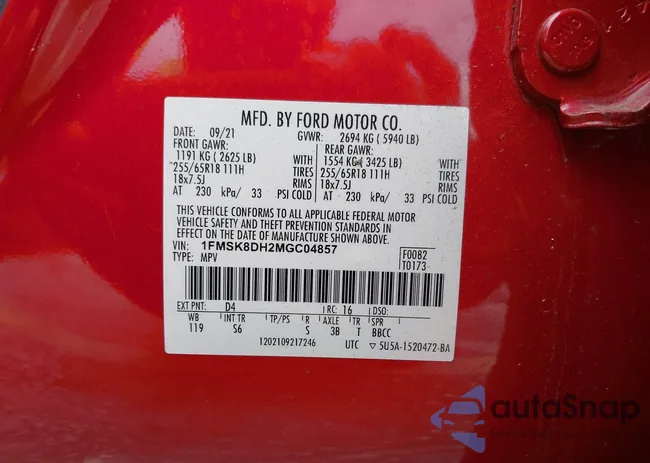 MFD. BY FORD MOTOR CO.
DATE: 09/21 GVWR: 2694 KG ( 5940 LB)
FRONT GAWR: REAR GAWR:
1191 KG ( 2625 LB) WITH 1554 KG( 3425 LB) WITH
255/65R18 111H TIRES 255/65R18 111H TIRES
18x7.5J RIMS 18x7.5J RIMS
AT 230 kPa/ 33 PSI COLD AT 230 kPa/ 33 PSI COLD
THIS VEHICLE CONFORMS TO ALL APPLICABLE FEDERAL MOTOR
VEHICLE SAFETY AND THEFT PREVENTION STANDARDS IN
EFFECT ON THE DATE OF MANUFACTURE SHOWN ABOVE.
VIN: 1FMSK8DH2MGC04857 F0082
TYPE: MPV T0173
EXT PNT: D4 RC: 16 DSO:
WB INT TR TP/PS R AXLE TR SPR
119 S6 S 3B T BBCC
1202109217246 UTC ▽ 5U5A-1520472-BA
autoSnap